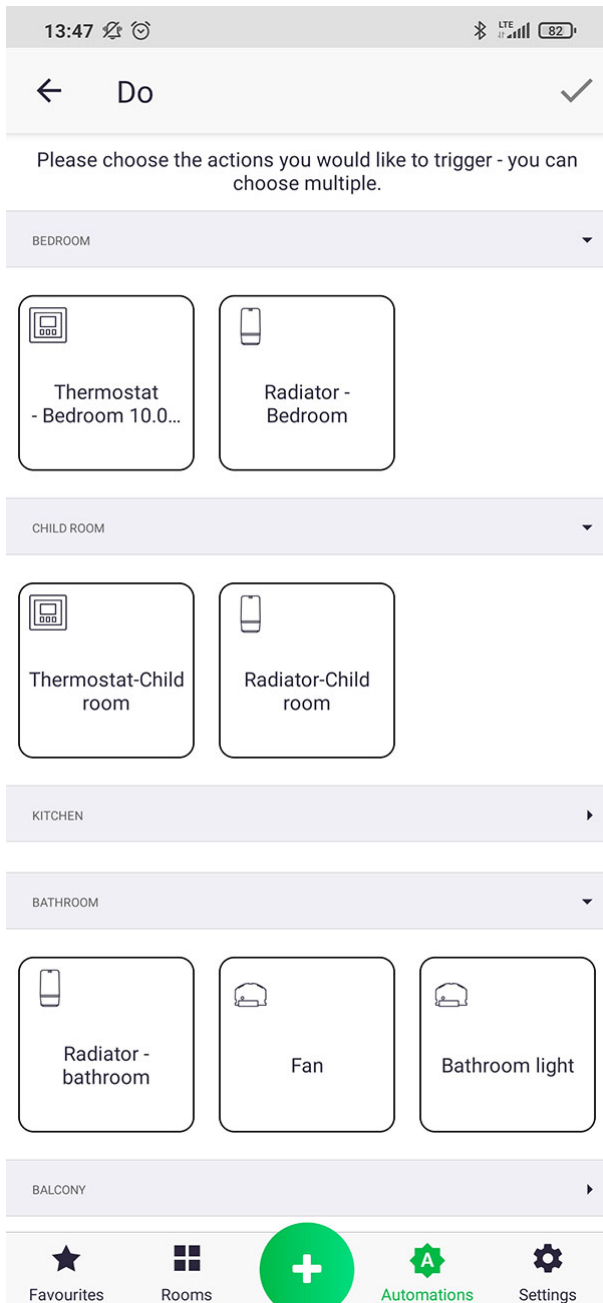 13:47 LTE 82
Do
Please choose the actions you would like to trigger - you can
choose multiple.
BEDROOM
Thermostat
- Bedroom 10.0...
Radiator -
Bedroom
CHILD ROOM
Thermostat-Child
room
Radiator-Child
room
KITCHEN
BATHROOM
Radiator -
bathroom
Fan
Bathroom light
BALCONY
A
Favourites Rooms Automations Settings